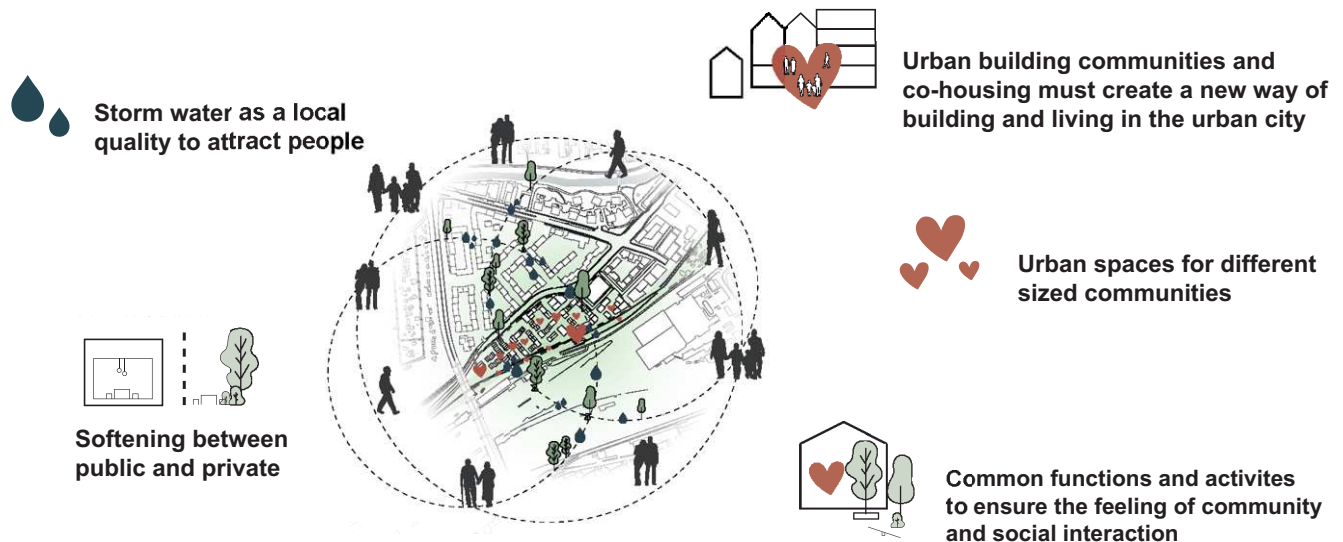 Storm water as a local
quality to attract people
Urban building communities and
co-housing must create a new way of
building and living in the urban city
Urban spaces for different
sized communities
Softening between
public and private
Common functions and activites
to ensure the feeling of community
and social interaction